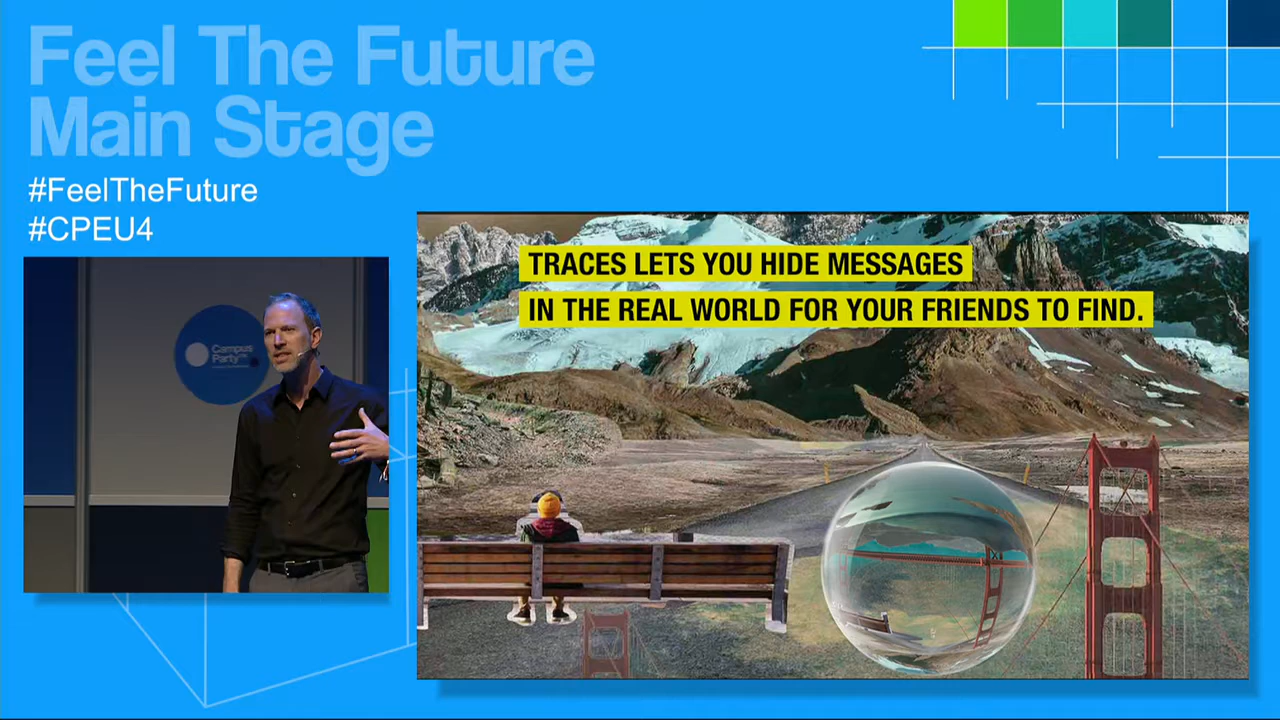 Feel The Future
Main Stage
#FeelTheFuture
#CPEU4
Campus
Party
TRACES LETS YOU HIDE MESSAGES
IN THE REAL WORLD FOR YOUR FRIENDS TO FIND.